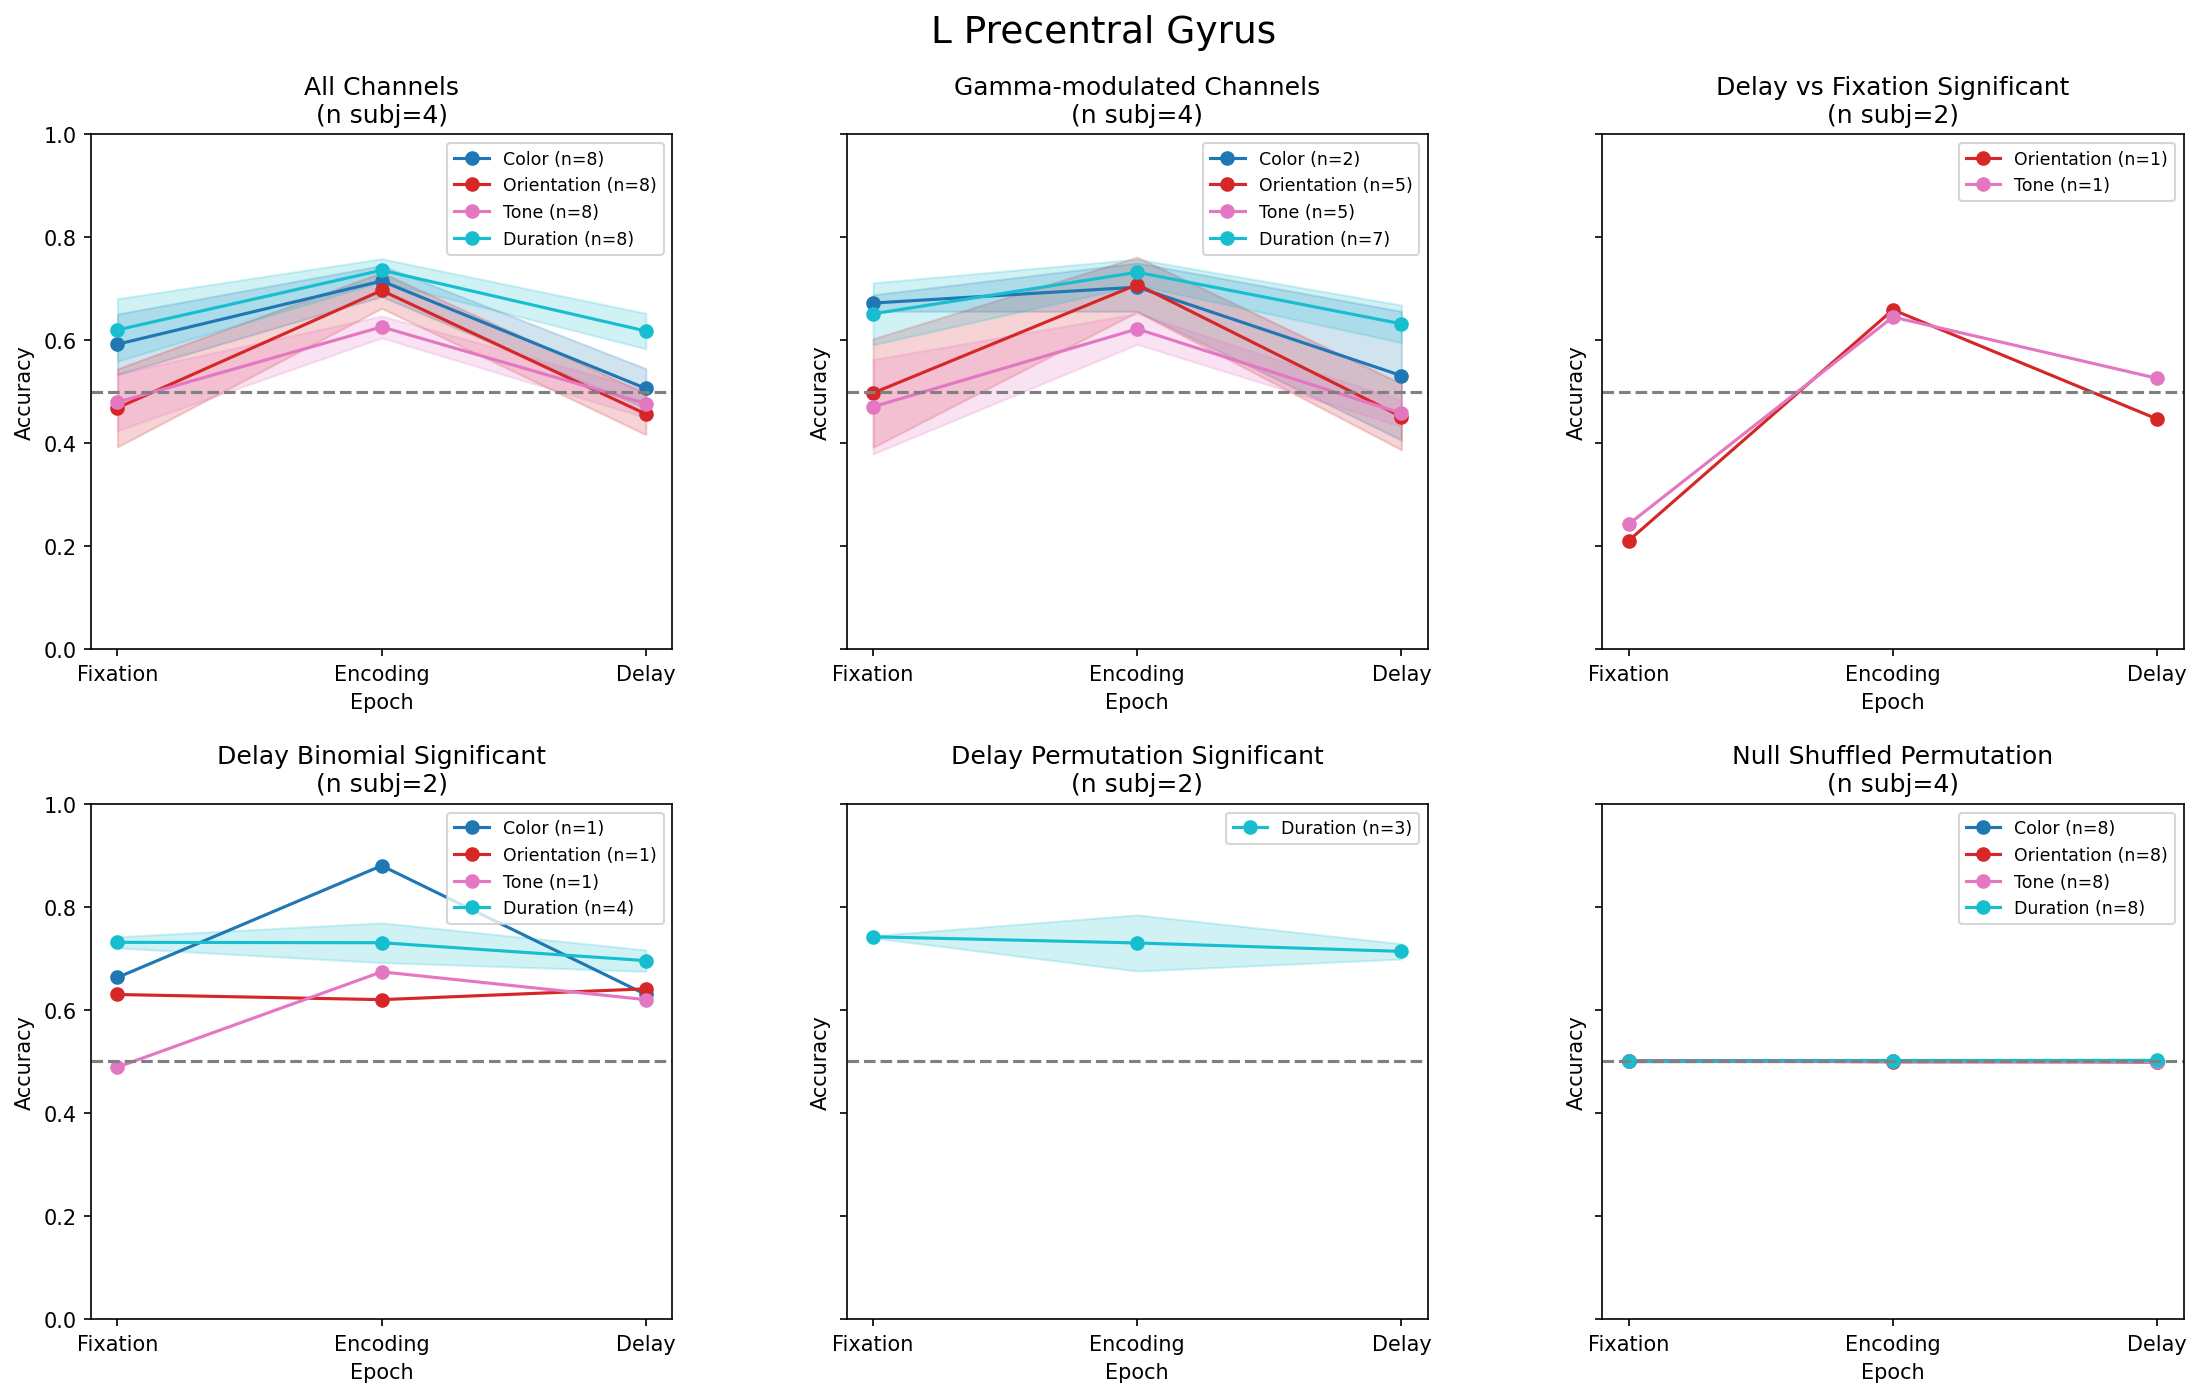 L Precentral Gyrus
All Channels
(n subj=4)
1.0
0.8
0.6
0.4
0.2
0.0
Accuracy
Color (n=8)
Orientation (n=8)
Tone (n=8)
Duration (n=8)
Fixation
Encoding
Delay
Epoch
Gamma-modulated Channels
(n subj=4)
Accuracy
Color (n=2)
Orientation (n=5)
Tone (n=5)
Duration (n=7)
Fixation
Encoding
Delay
Epoch
Delay vs Fixation Significant
(n subj=2)
Accuracy
Orientation (n=1)
Tone (n=1)
Fixation
Encoding
Delay
Epoch
Delay Binomial Significant
(n subj=2)
1.0
0.8
0.6
0.4
0.2
0.0
Accuracy
Color (n=1)
Orientation (n=1)
Tone (n=1)
Duration (n=4)
Fixation
Encoding
Delay
Epoch
Delay Permutation Significant
(n subj=2)
Accuracy
Duration (n=3)
Fixation
Encoding
Delay
Epoch
Null Shuffled Permutation
(n subj=4)
Accuracy
Color (n=8)
Orientation (n=8)
Tone (n=8)
Duration (n=8)
Fixation
Encoding
Delay
Epoch